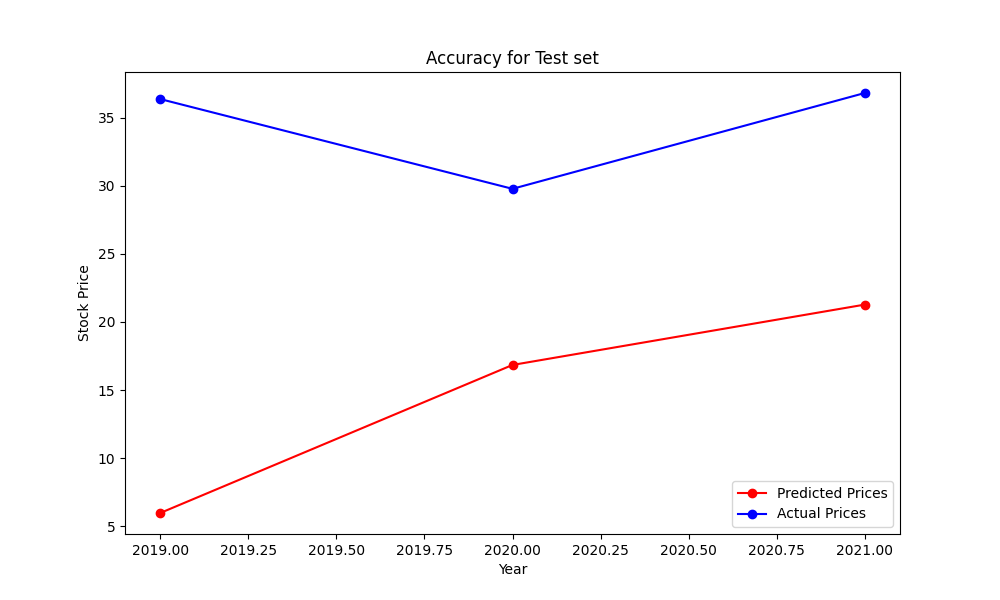 Accuracy for Test set
Stock Price
35
30
25
20
15
10
5
2019.00 2019.25 2019.50 2019.75 2020.00 2020.25 2020.50 2020.75 2021.00
Year
Predicted Prices
Actual Prices